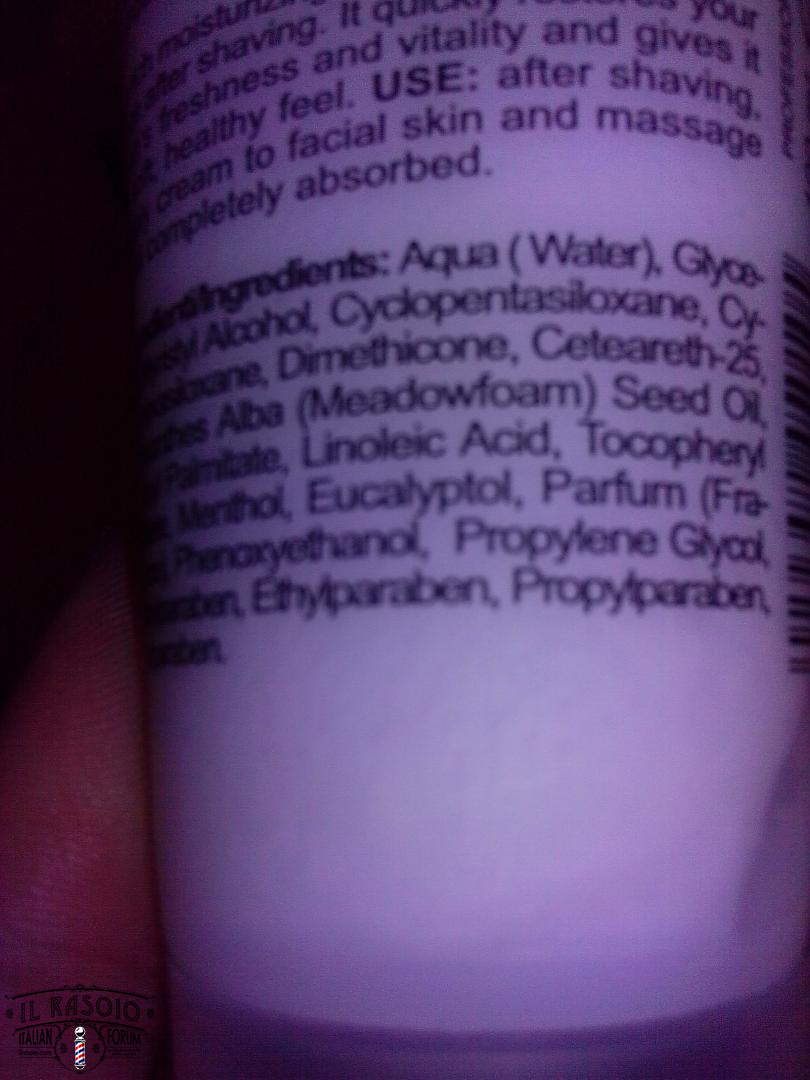 moisturizing
after shaving. It quickly restores your
freshness and vitality and gives it
healthy feel. USE: after shaving,
cream to facial skin and massage
completely absorbed.
/Ingredients: Aqua ( Water), Glyce-
Alcohol, Cyclopentasiloxane, Cy-
Dimethicone, Ceteareth-25,
Alba (Meadowfoam) Seed Oil,
Palmitate, Linoleic Acid, Tocopheryl
Menthol, Eucalyptol, Parfum (Fra-
Phenoxyethanol, Propylene Glycol,
Ethylparaben, Propylparaben,
IL RASOIO
ITALIAN FORUM